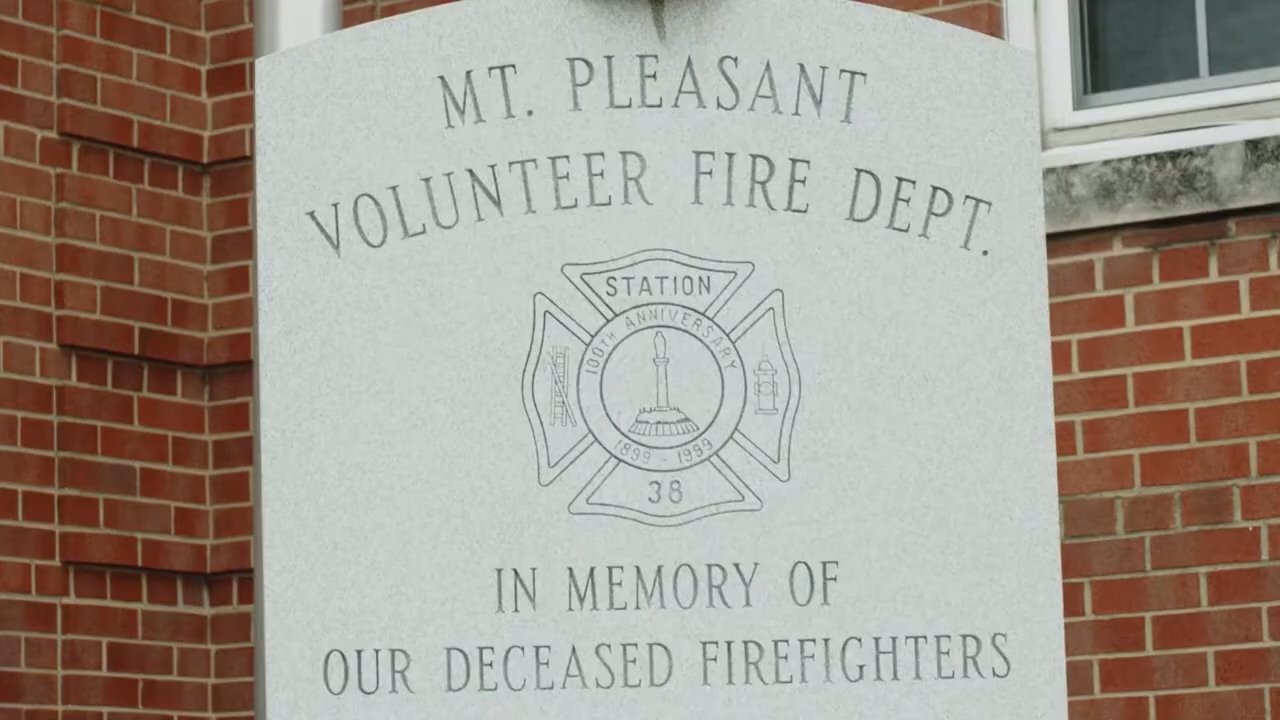 MT. PLEASANT
VOLUNTEER FIRE DEPT.
STATION
100TH ANNIVERSARY
1899 - 1999
38
IN MEMORY OF
OUR DECEASED FIREFIGHTERS